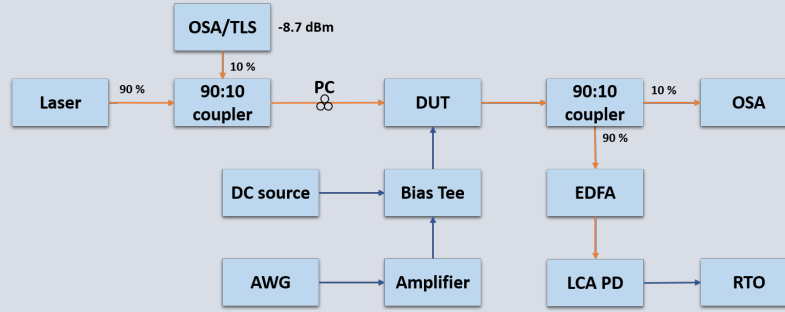 OSA/TLS
-8.7 dBm
10 %
Laser
90 %
90:10
coupler
PC
DUT
90:10
coupler
10 %
OSA
90 %
DC source
Bias Tee
EDFA
AWG
Amplifier
LCA PD
RTO